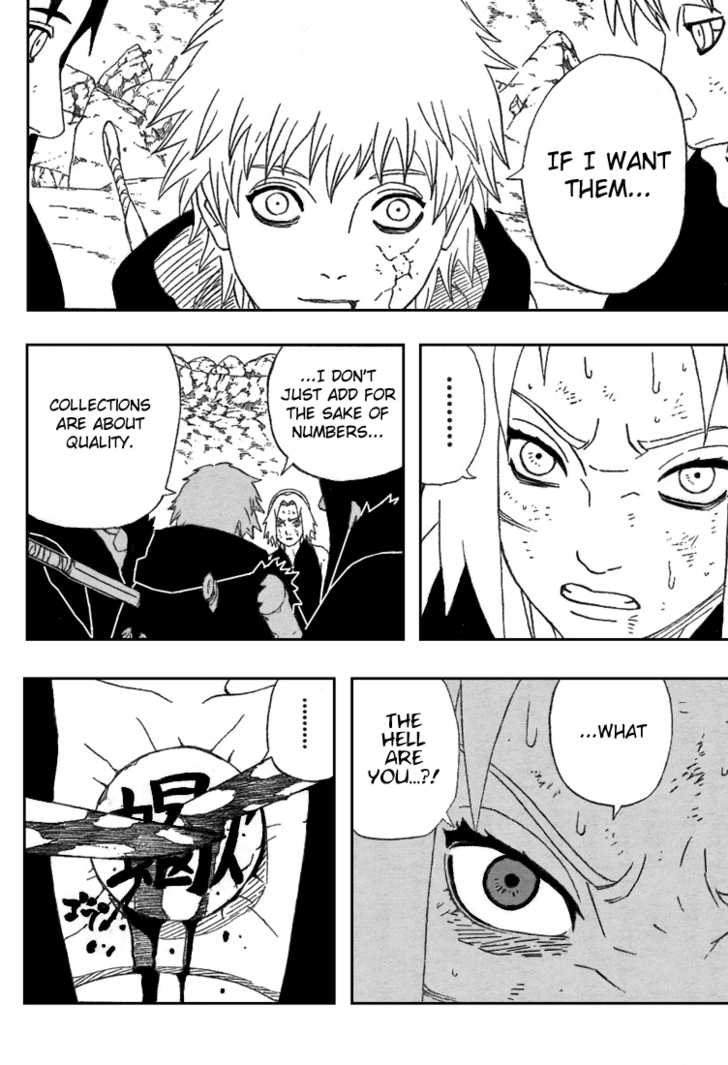 IF I WANT
THEM...
.........
...I DON'T
JUST ADD FOR
THE SAKE OF
NUMBERS...
COLLECTIONS
ARE ABOUT
QUALITY.
...WHAT
THE
HELL
ARE
YOU...?!
.........
蝎